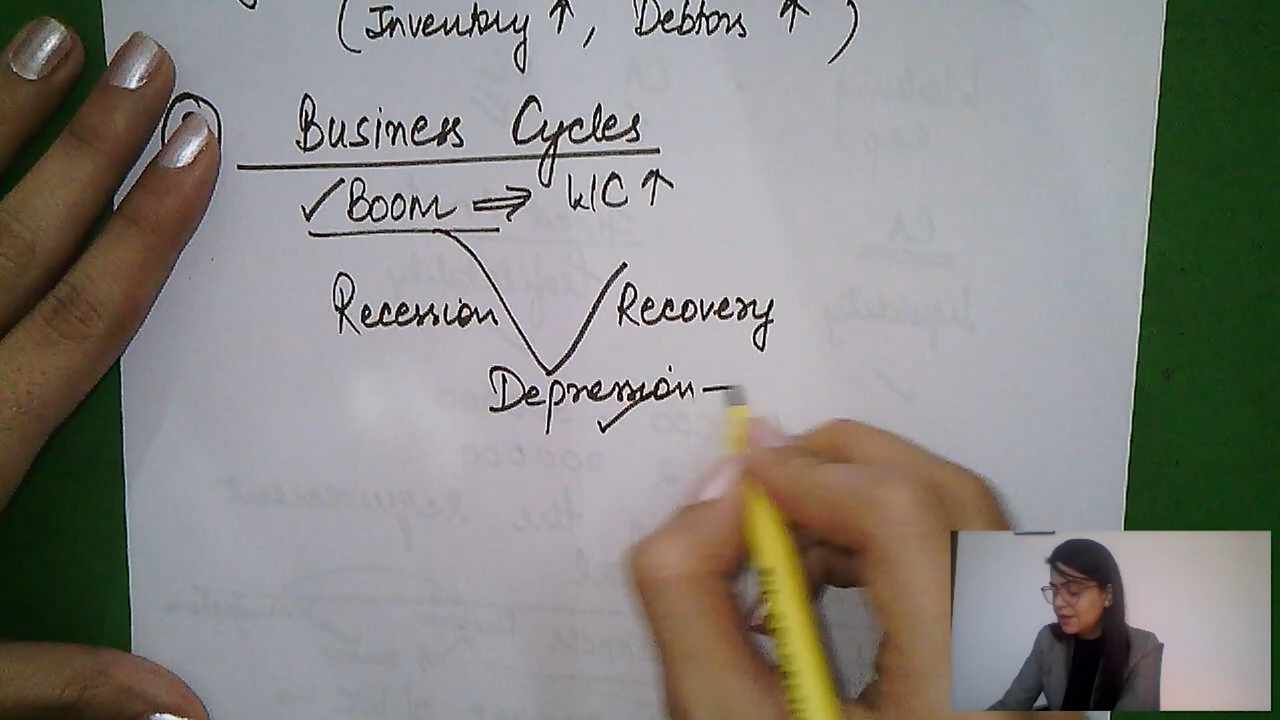 (Inventory ↑, Debtors ↑)
Business Cycles
✓Boom ⇒ W/C ↑
Recession Recovery
Depression –